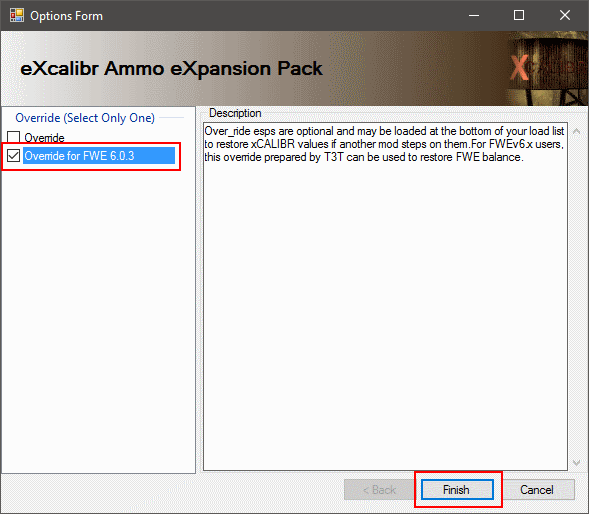 Options Form
eXcalibr Ammo eXpansion Pack
Override (Select Only One)
Override
Override for FWE 6.0.3
Description
Over_ride esps are optional and may be loaded at the bottom of your load list
to restore xCALIBR values if another mod steps on them.For FWEv6.x users,
this override prepared by T3T can be used to restore FWE balance.
< Back
Finish
Cancel